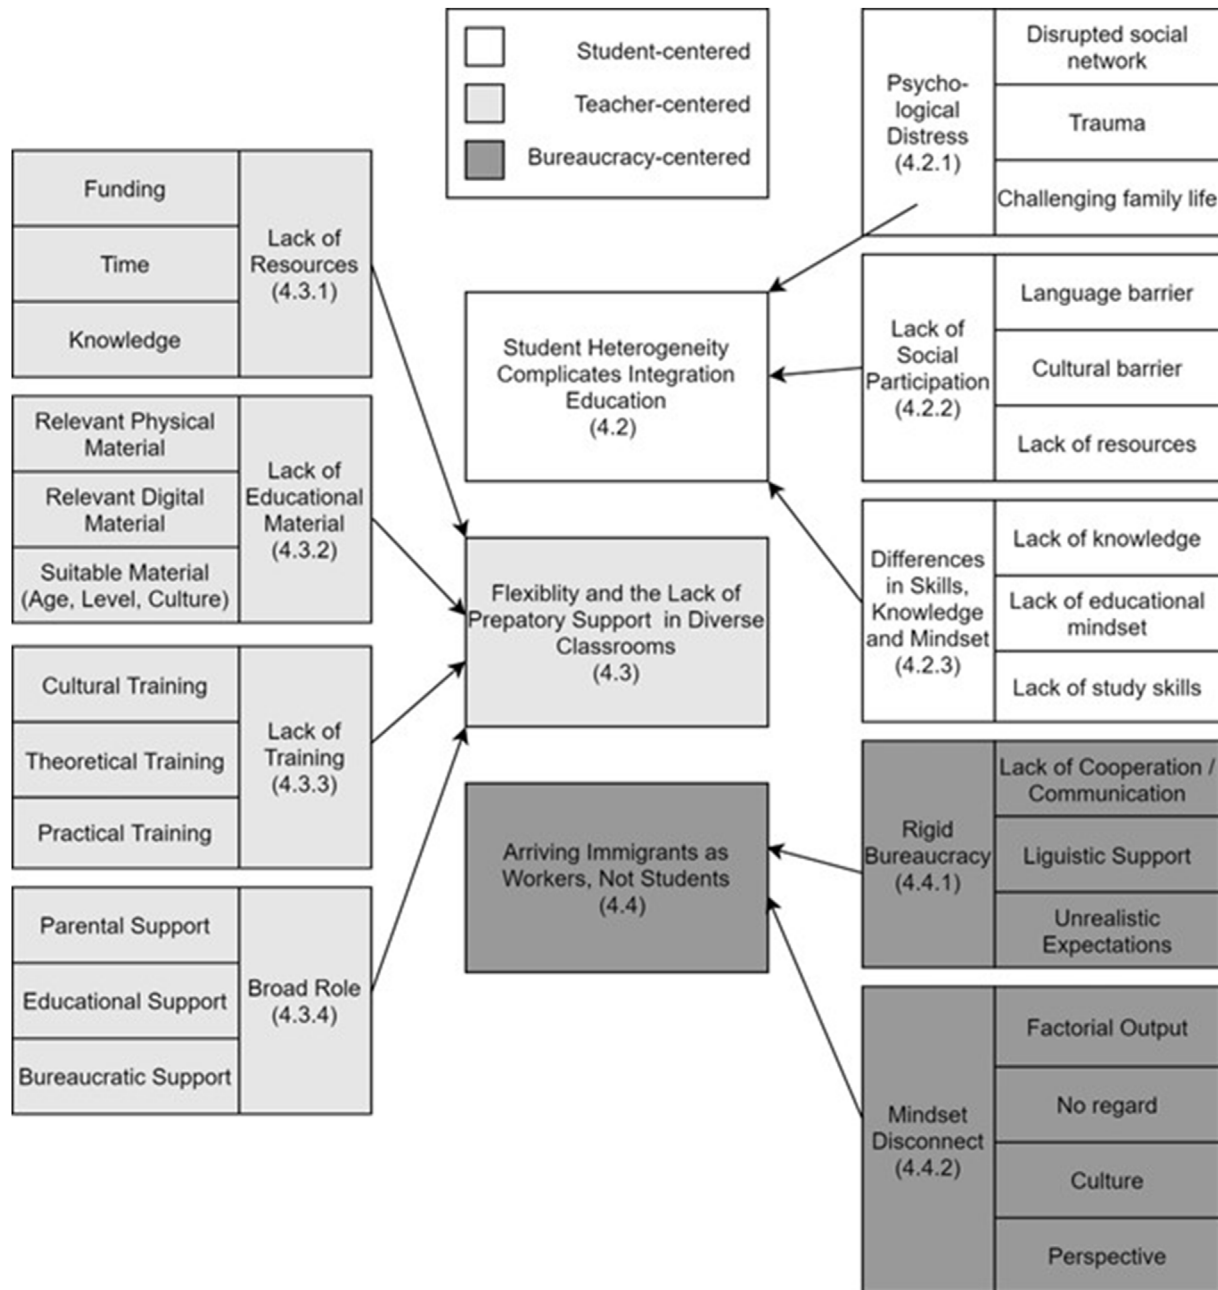 Student-centered
Teacher-centered
Bureaucracy-centered
Funding
Time
Knowledge
Lack of
Resources
(4.3.1)
Relevant Physical
Material
Relevant Digital
Material
Suitable Material
(Age, Level, Culture)
Lack of
Educational
Material
(4.3.2)
Cultural Training
Theoretical Training
Practical Training
Lack of
Training
(4.3.3)
Parental Support
Educational Support
Bureaucratic Support
Broad Role
(4.3.4)
Student Heterogeneity
Complicates Integration
Education
(4.2)
Flexiblity and the Lack of
Prepatory Support in Diverse
Classrooms
(4.3)
Arriving Immigrants as
Workers, Not Students
(4.4)
Psycho-
logical
Distress
(4.2.1)
Disrupted social
network
Trauma
Challenging family life
Lack of
Social
Participation
(4.2.2)
Language barrier
Cultural barrier
Lack of resources
Differences
in Skills,
Knowledge
and Mindset
(4.2.3)
Lack of knowledge
Lack of educational
mindset
Lack of study skills
Rigid
Bureaucracy
(4.4.1)
Lack of Cooperation /
Communication
Liguistic Support
Unrealistic
Expectations
Mindset
Disconnect
(4.4.2)
Factorial Output
No regard
Culture
Perspective